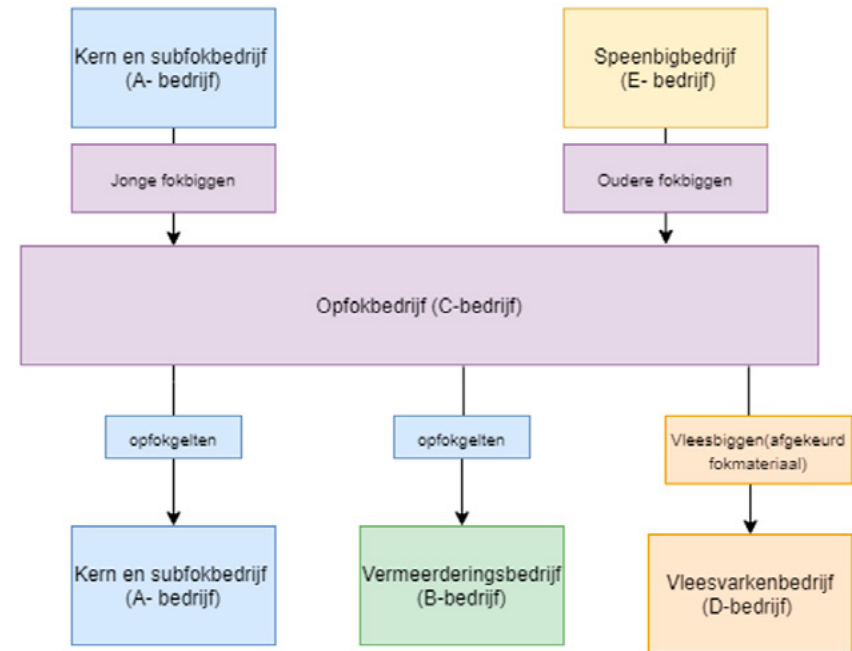 Kern en subfokbedrijf
(A- bedrijf)
Speenbigbedrijf
(E- bedrijf)
Jonge fokbiggen
Oudere fokbiggen
Opfokbedrijf (C-bedrijf)
opfokgelten
opfokgelten
Vleesbiggen(afgekeurd
fokmateriaal)
Kern en subfokbedrijf
(A- bedrijf)
Vermeerderingsbedrijf
(B-bedrijf)
Vleesvarkenbedrijf
(D-bedrijf)